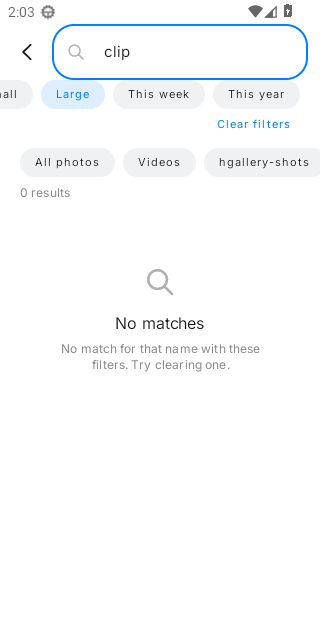 2:03
clip
all
Large
This week
This year
Clear filters
All photos
Videos
hgallery-shots
0 results
No matches
No match for that name with these
filters. Try clearing one.